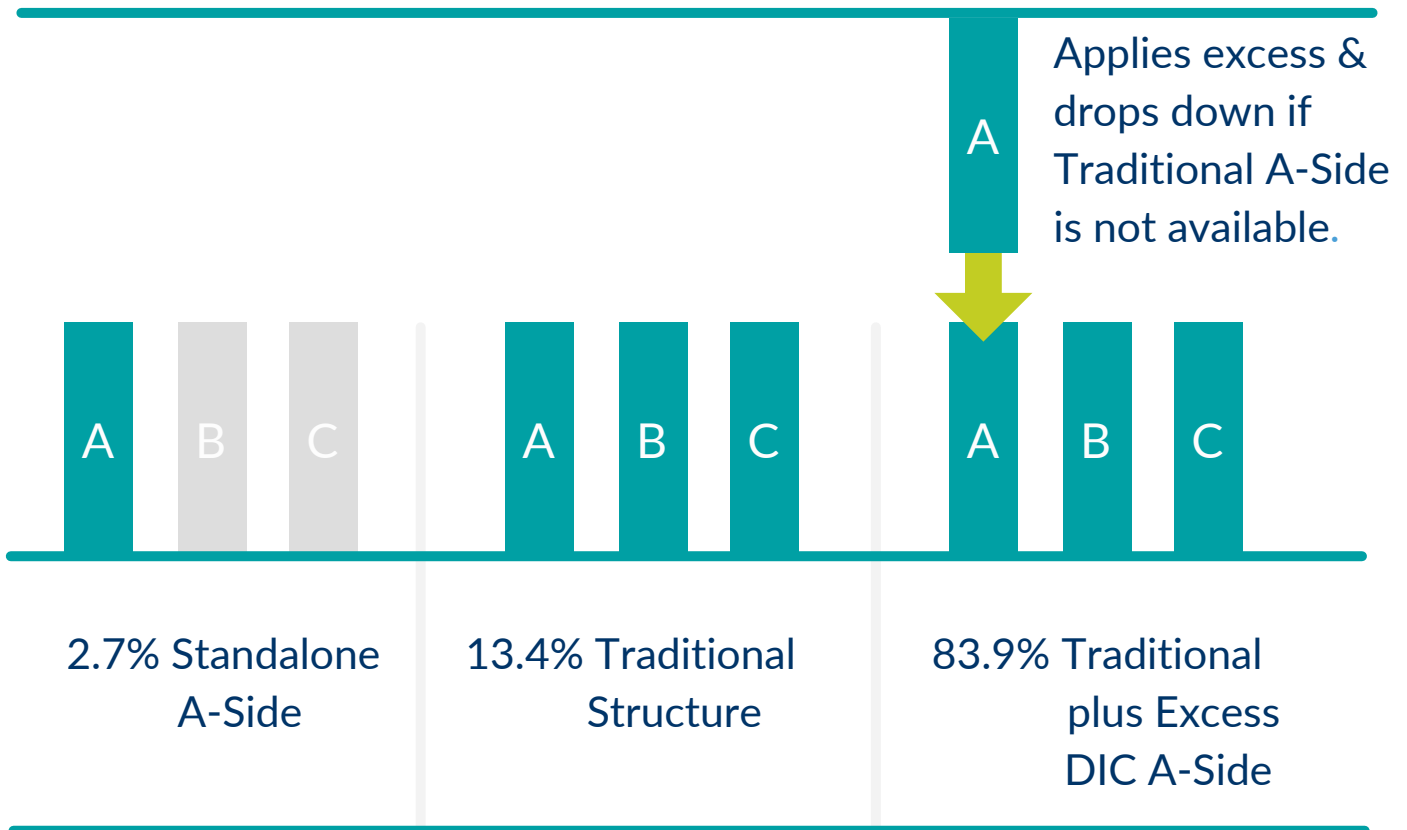 A
Applies excess &
drops down if
Traditional A-Side
is not available.
A B C
A B C
A B C
2.7% Standalone
A-Side
13.4% Traditional
Structure
83.9% Traditional
plus Excess
DIC A-Side